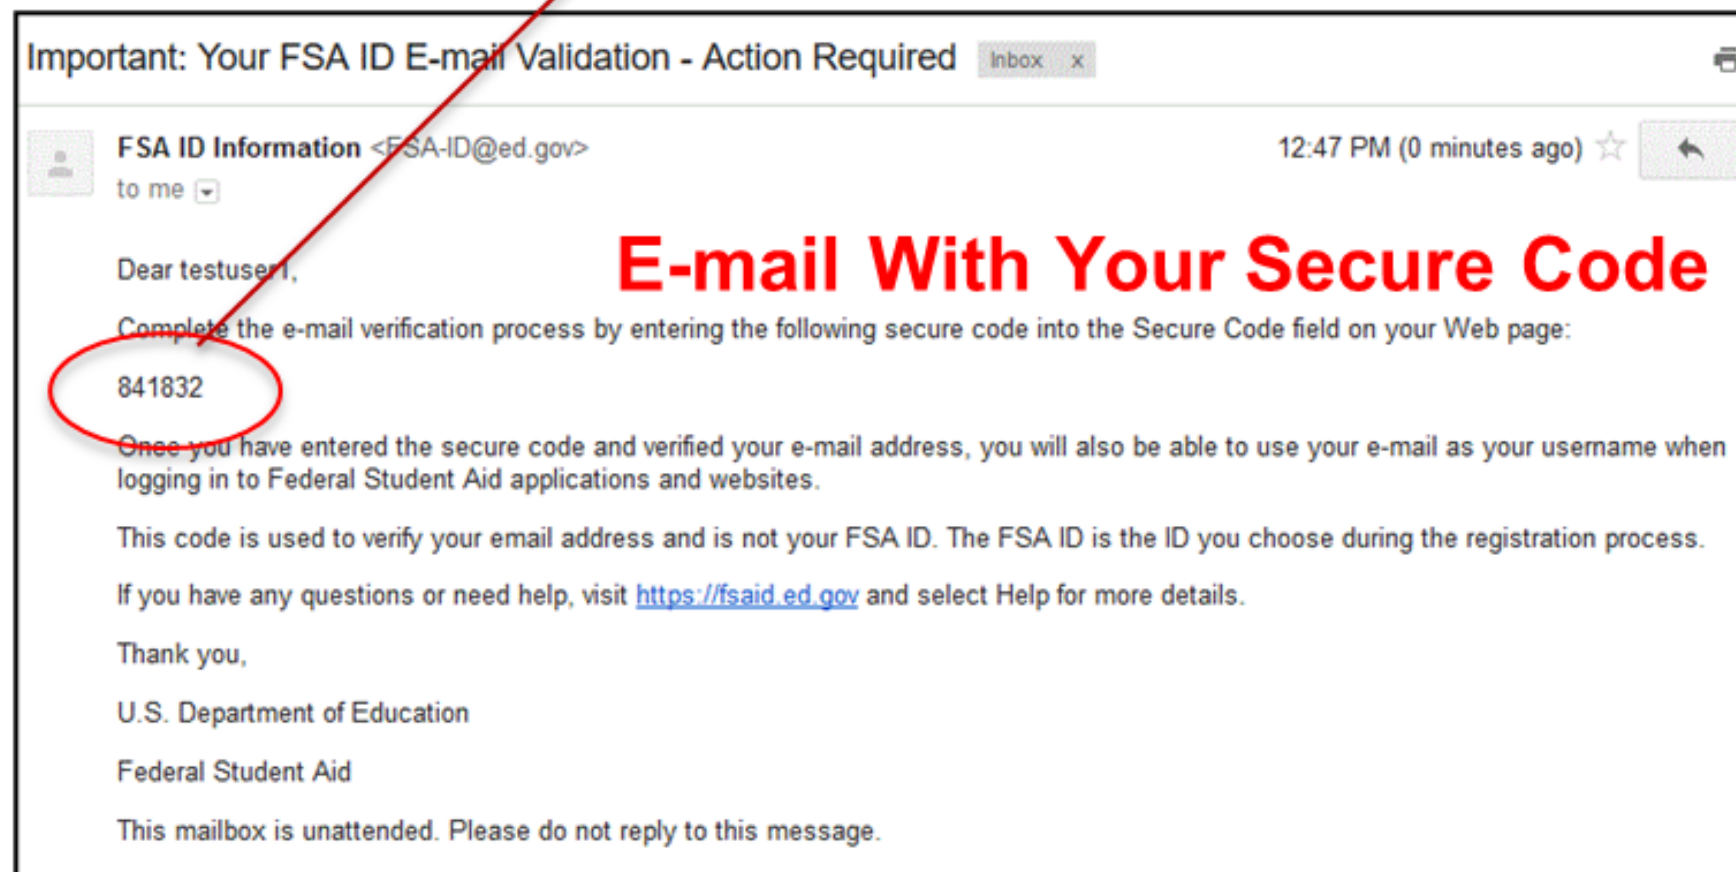 Important: Your FSA ID E-mail Validation - Action Required Inbox x
FSA ID Information <FSA-ID@ed.gov> 12:47 PM (0 minutes ago)
to me
E-mail With Your Secure Code
Dear testuser1,
Complete the e-mail verification process by entering the following secure code into the Secure Code field on your Web page:
841832
Once you have entered the secure code and verified your e-mail address, you will also be able to use your e-mail as your username when
logging in to Federal Student Aid applications and websites.
This code is used to verify your email address and is not your FSA ID. The FSA ID is the ID you choose during the registration process.
If you have any questions or need help, visit https://fsaid.ed.gov and select Help for more details.
Thank you,
U.S. Department of Education
Federal Student Aid
This mailbox is unattended. Please do not reply to this message.